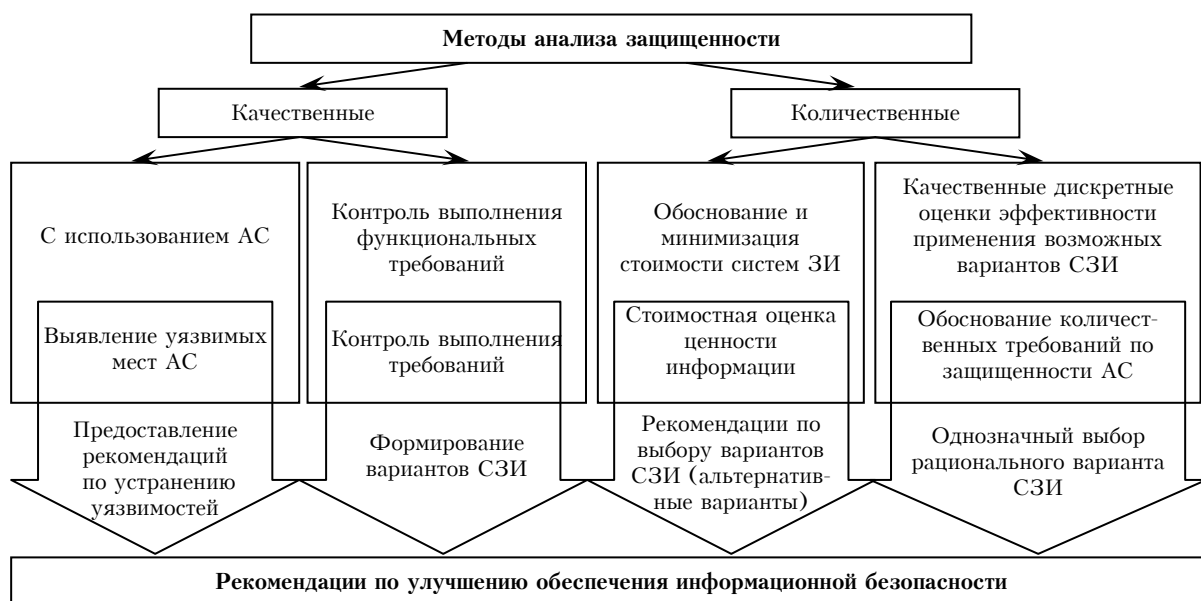 Методы анализа защищенности
Качественные
Количественные
С использованием АС
Выявление уязвимых
мест АС
Предоставление
рекомендаций
по устранению
уязвимостей
Контроль выполнения
функциональных
требований
Контроль выполнения
требований
Формирование
вариантов СЗИ
Обоснование и
минимизация
стоимости систем ЗИ
Стоимостная оценка
ценности
информации
Рекомендации по
выбору вариантов
СЗИ (альтернатив-
ные варианты)
Качественные дискретные
оценки эффективности
применения возможных
вариантов СЗИ
Обоснование количест-
венных требований по
защищенности АС
Однозначный выбор
рационального варианта
СЗИ
Рекомендации по улучшению обеспечения информационной безопасности